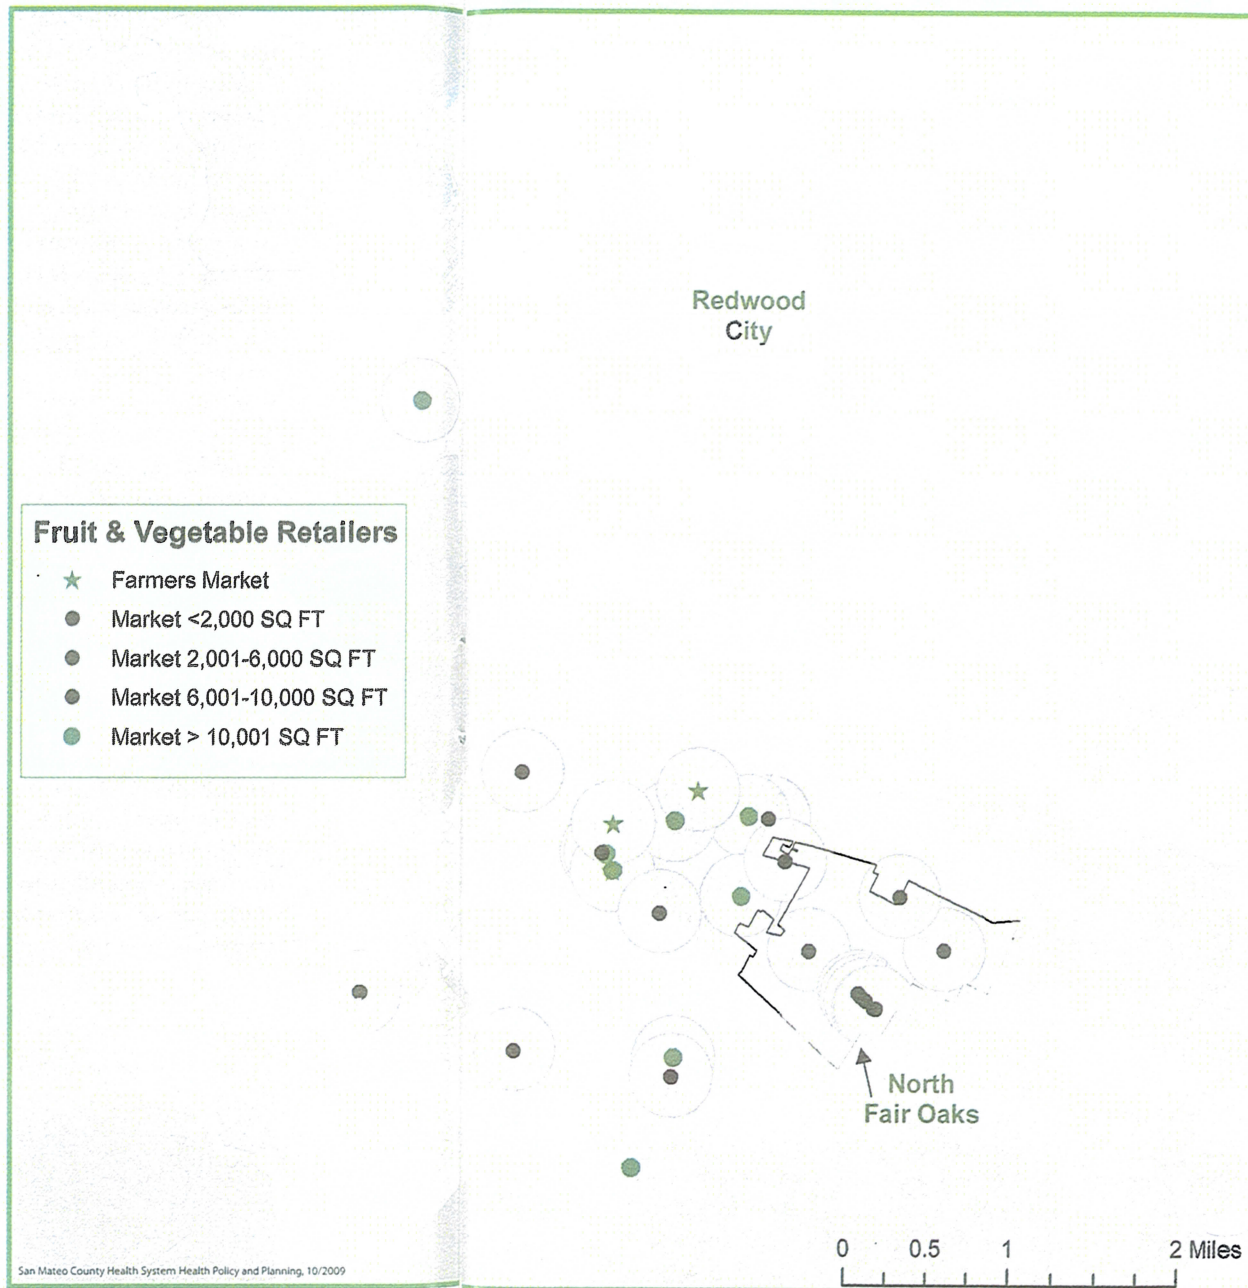 Redwood
City
Fruit & Vegetable Retailers
Farmers Market
Market <2,000 SQ FT
Market 2,001-6,000 SQ FT
Market 6,001-10,000 SQ FT
Market > 10,001 SQ FT
North
Fair Oaks
0 0.5 1 2 Miles
San Mateo County Health System Health Policy and Planning, 10/2009